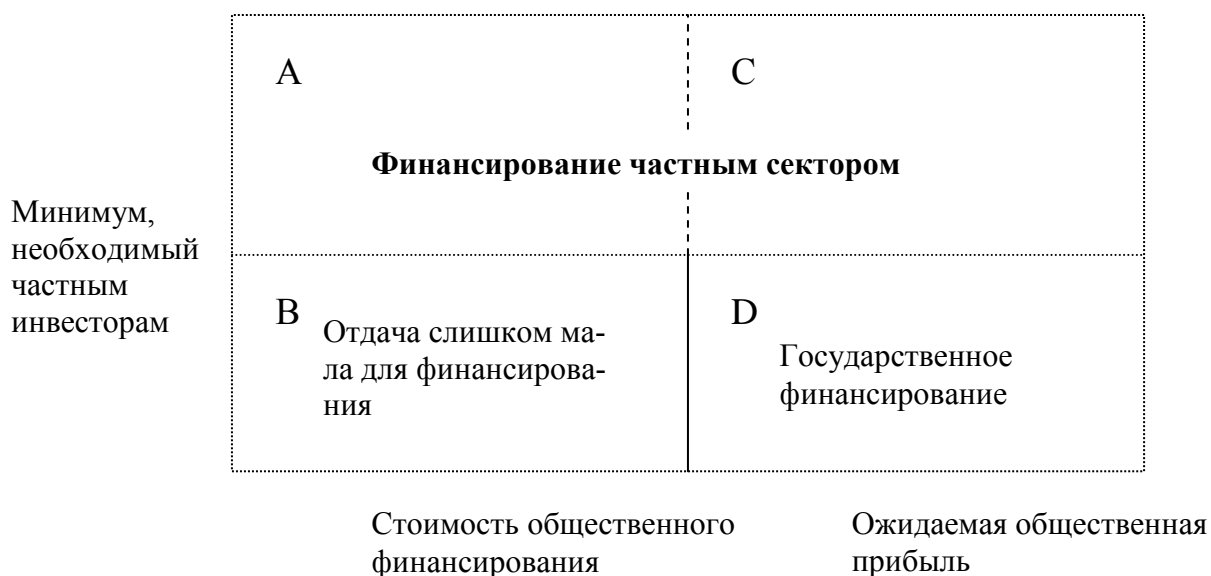 A
C
Финансирование частным сектором
Минимум,
необходимый
частным
инвесторам
B
Отдача слишком ма-
ла для финансирова-
ния
D
Государственное
финансирование
Стоимость общественного
финансирования
Ожидаемая общественная
прибыль